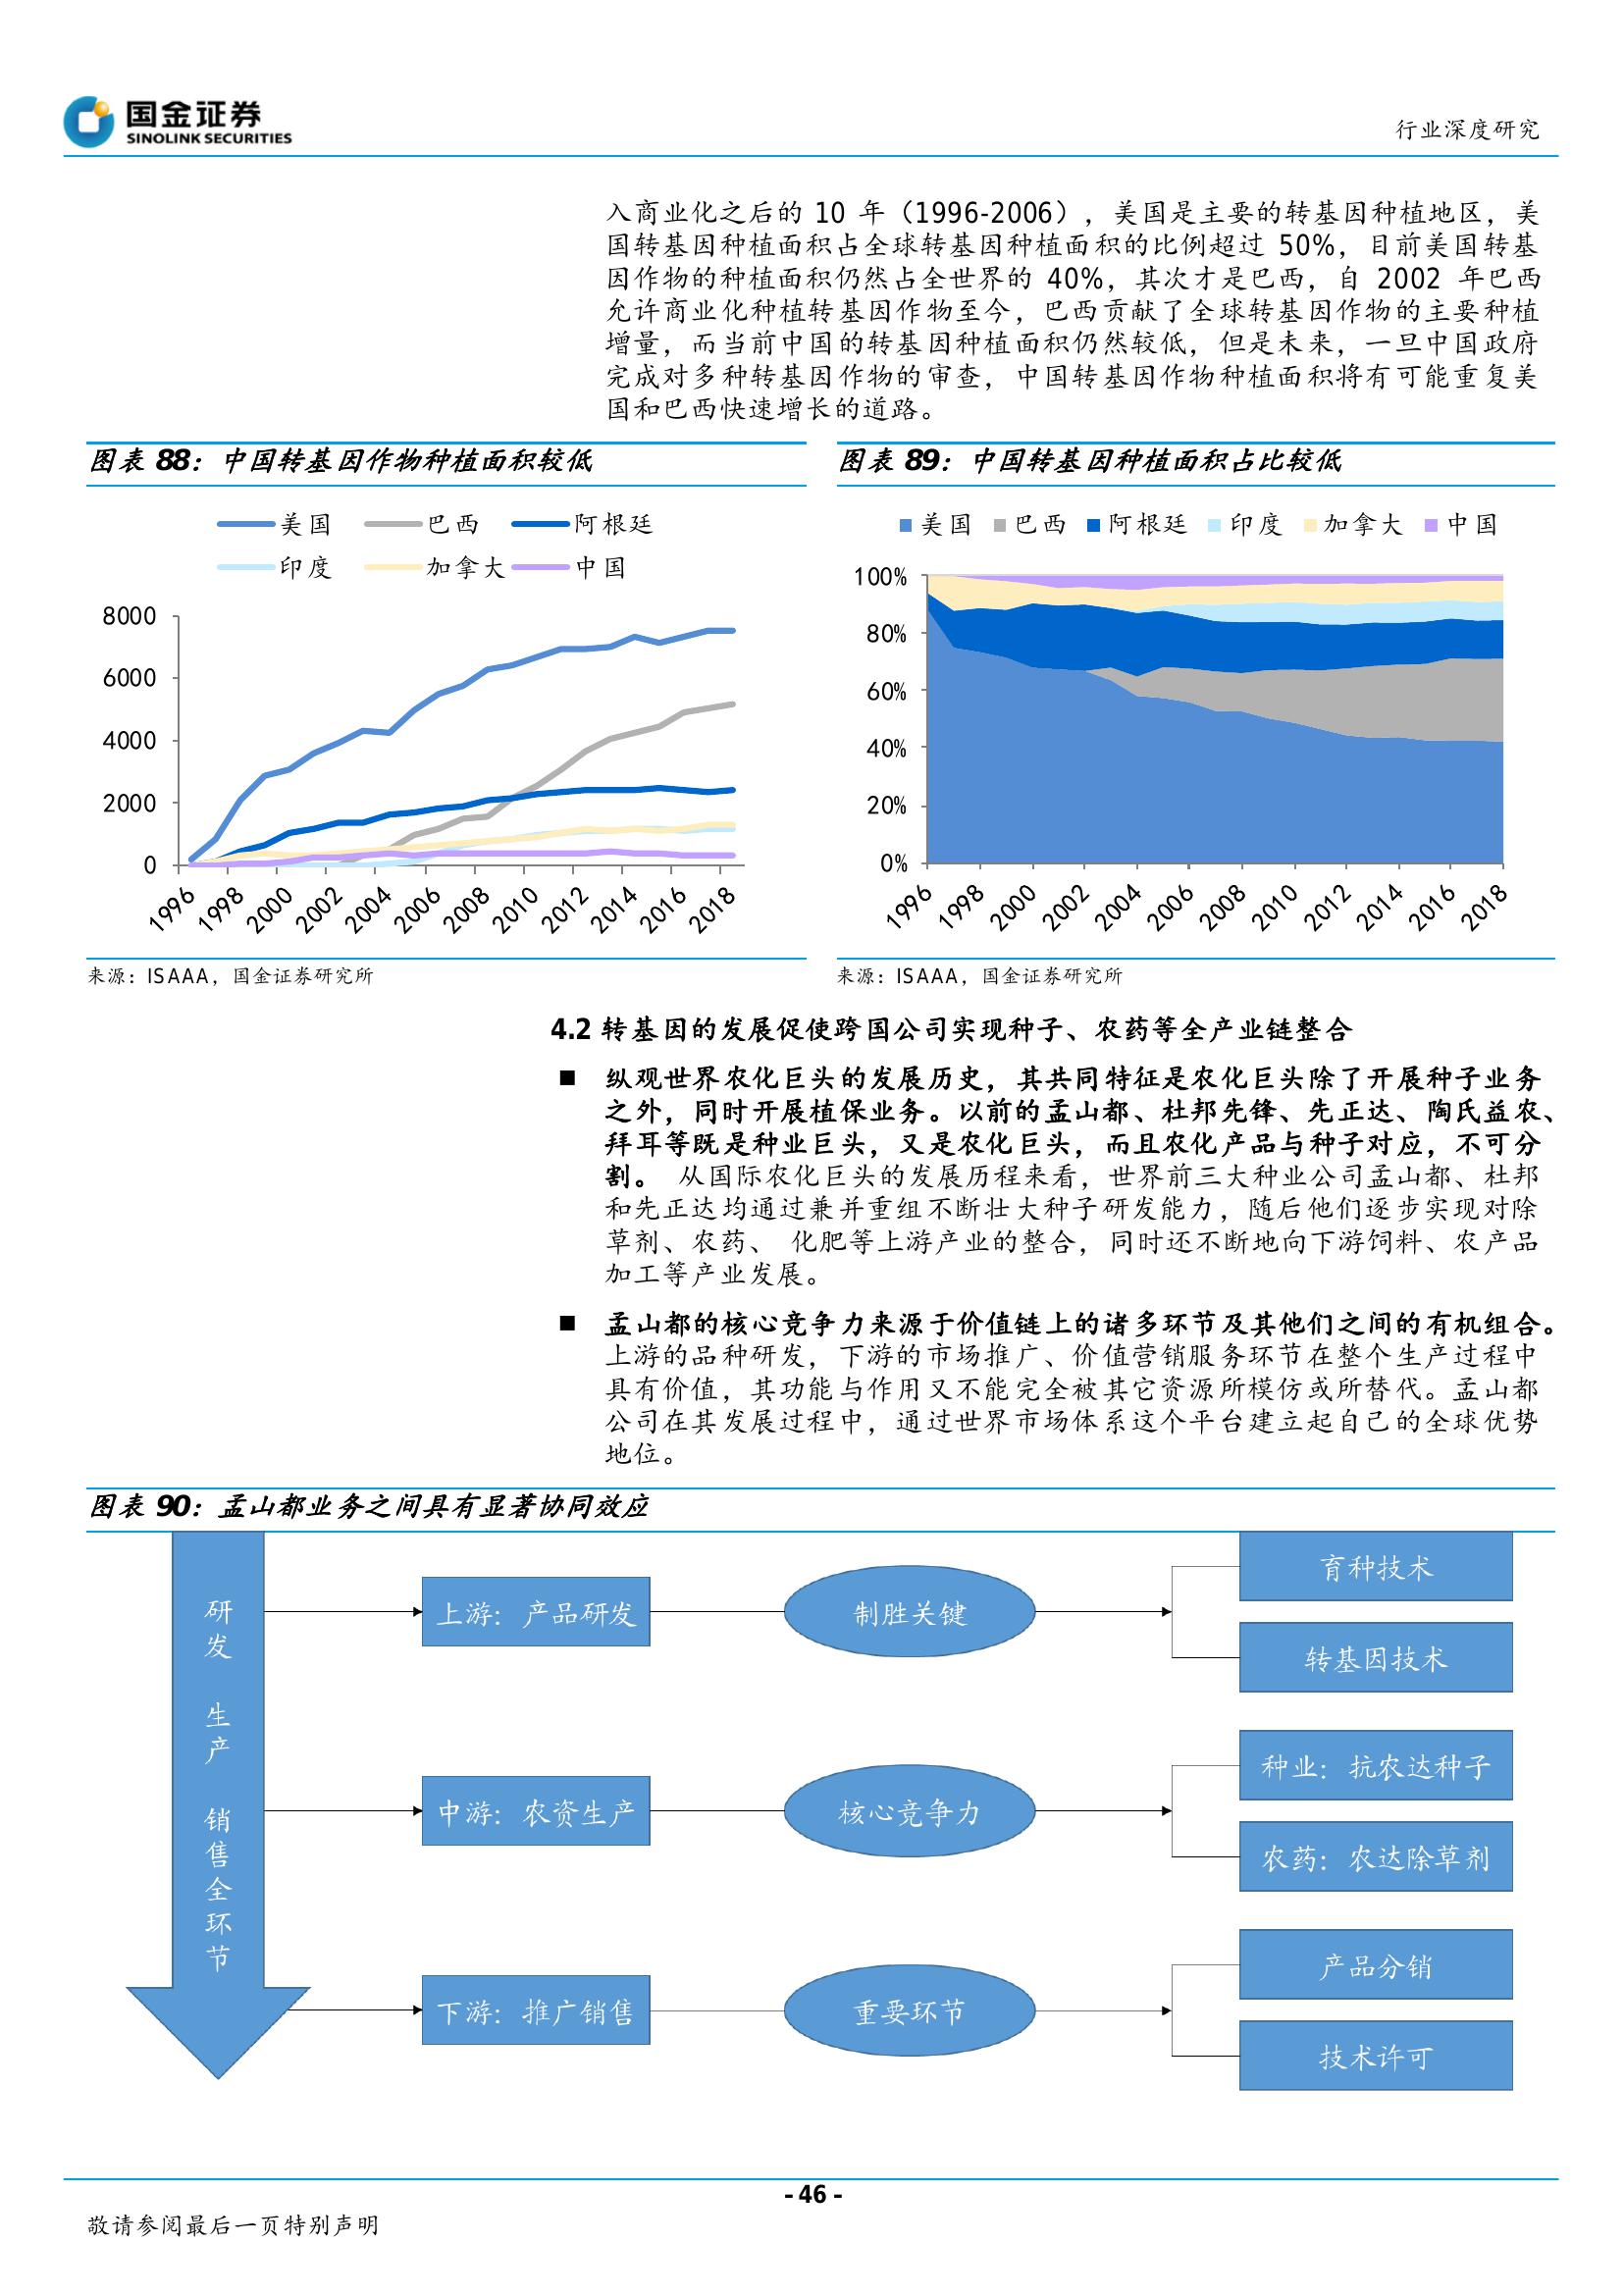 国金证券
SINOLINK SECURITIES
行业深度研究
入商业化之后的 10 年（1996-2006），美国是主要的转基因种植地区，美
国转基因种植面积占全球转基因种植面积的比例超过 50%，目前美国转基
因作物的种植面积仍然占全世界的 40%，其次才是巴西，自 2002 年巴西
允许商业化种植转基因作物至今，巴西贡献了全球转基因作物的主要种植
增量，而当前中国的转基因种植面积仍然较低，但是未来，一旦中国政府
完成对多种转基因作物的审查，中国转基因作物种植面积将有可能重复美
国和巴西快速增长的道路。
图表 88：中国转基因作物种植面积较低
美国 巴西 阿根廷
印度 加拿大 中国
8000
6000
4000
2000
0
1996 1998 2000 2002 2004 2006 2008 2010 2012 2014 2016 2018
来源：ISAAA，国金证券研究所
图表 89：中国转基因种植面积占比较低
美国 巴西 阿根廷 印度 加拿大 中国
100%
80%
60%
40%
20%
0%
1996 1998 2000 2002 2004 2006 2008 2010 2012 2014 2016 2018
来源：ISAAA，国金证券研究所
4.2 转基因的发展促使跨国公司实现种子、农药等全产业链整合
■ 纵观世界农化巨头的发展历史，其共同特征是农化巨头除了开展种子业务
之外，同时开展植保业务。以前的孟山都、杜邦先锋、先正达、陶氏益农、
拜耳等既是种业巨头，又是农化巨头，而且农化产品与种子对应，不可分
割。 从国际农化巨头的发展历程来看，世界前三大种业公司孟山都、杜邦
和先正达均通过兼并重组不断壮大种子研发能力，随后他们逐步实现对除
草剂、农药、 化肥等上游产业的整合，同时还不断地向下游饲料、农产品
加工等产业发展。
■ 孟山都的核心竞争力来源于价值链上的诸多环节及其他们之间的有机组合。
上游的品种研发，下游的市场推广、价值营销服务环节在整个生产过程中
具有价值，其功能与作用又不能完全被其它资源所模仿或所替代。孟山都
公司在其发展过程中，通过世界市场体系这个平台建立起自己的全球优势
地位。
图表 90：孟山都业务之间具有显著协同效应
研发 生产 销售全环节
上游：产品研发
制胜关键
育种技术
转基因技术
中游：农资生产
核心竞争力
种业：抗农达种子
农药：农达除草剂
下游：推广销售
重要环节
产品分销
技术许可
- 46 -
敬请参阅最后一页特别声明